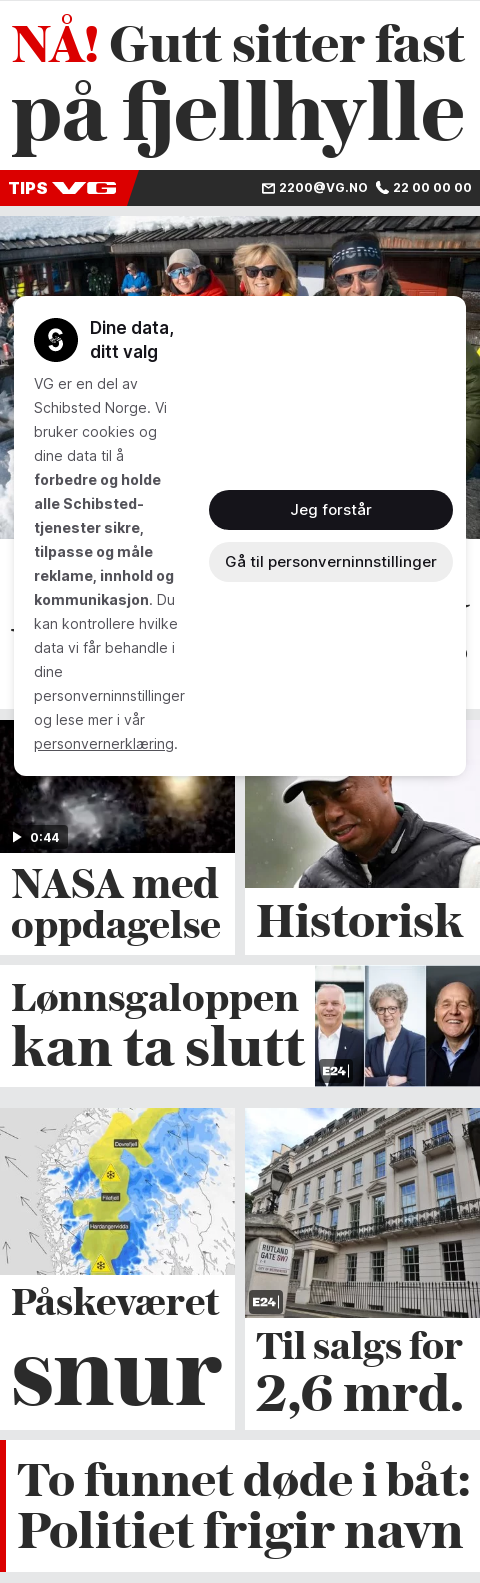 NÅ! Gutt sitter fast
på fjellhylle
TIPS VG
2200@VG.NO
22 00 00 00
Dine data,
ditt valg
VG er en del av
Schibsted Norge. Vi
bruker cookies og
dine data til å
forbedre og holde
alle Schibsted-
tjenester sikre,
tilpasse og måle
reklame, innhold og
kommunikasjon. Du
kan kontrollere hvilke
data vi får behandle i
dine
personverninnstillinger
og lese mer i vår
personvernerklæring.
Jeg forstår
Gå til personverninnstillinger
0:44
NASA med
oppdagelse
Historisk
Lønnsgaloppen
kan ta slutt
E24
Dovrefjell
Filefjell
Hardangervidda
Påskeværet
snur
RUTLAND
GATE SW7
E24
Til salgs for
2,6 mrd.
To funnet døde i båt:
Politiet frigir navn